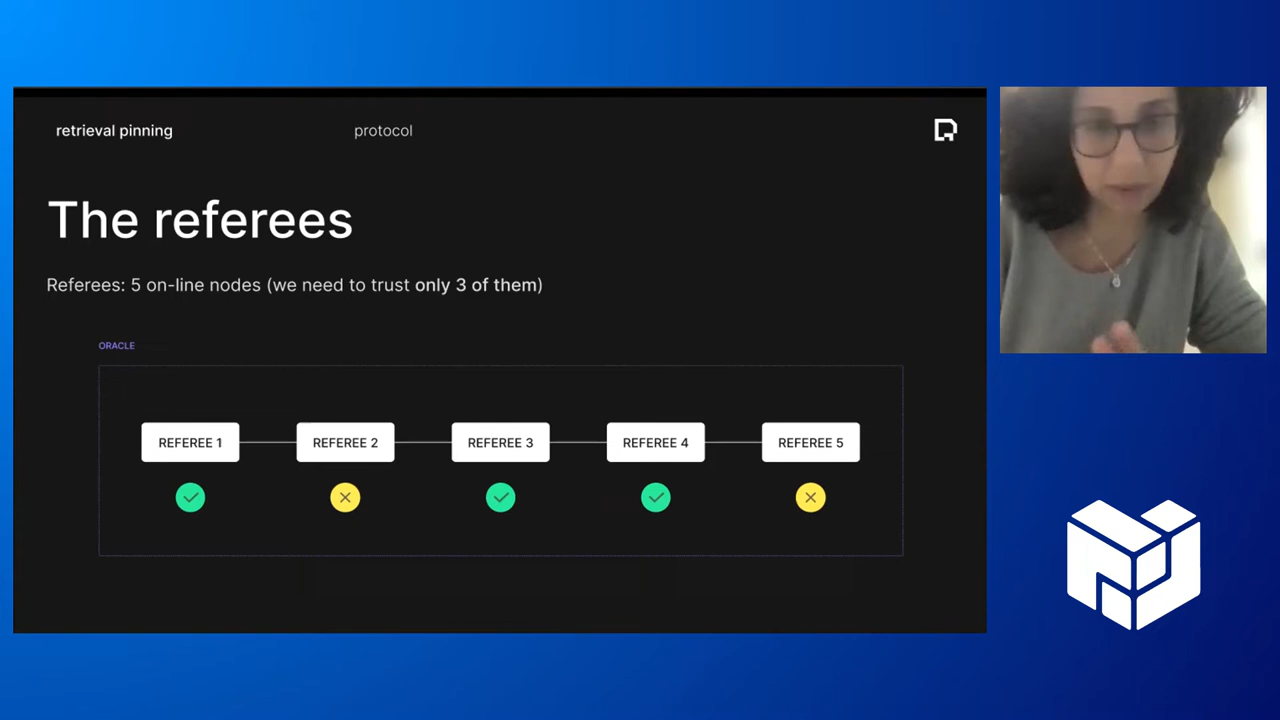 retrieval pinning
protocol
The referees
Referees: 5 on-line nodes (we need to trust only 3 of them)
ORACLE
REFEREE 1
REFEREE 2
REFEREE 3
REFEREE 4
REFEREE 5